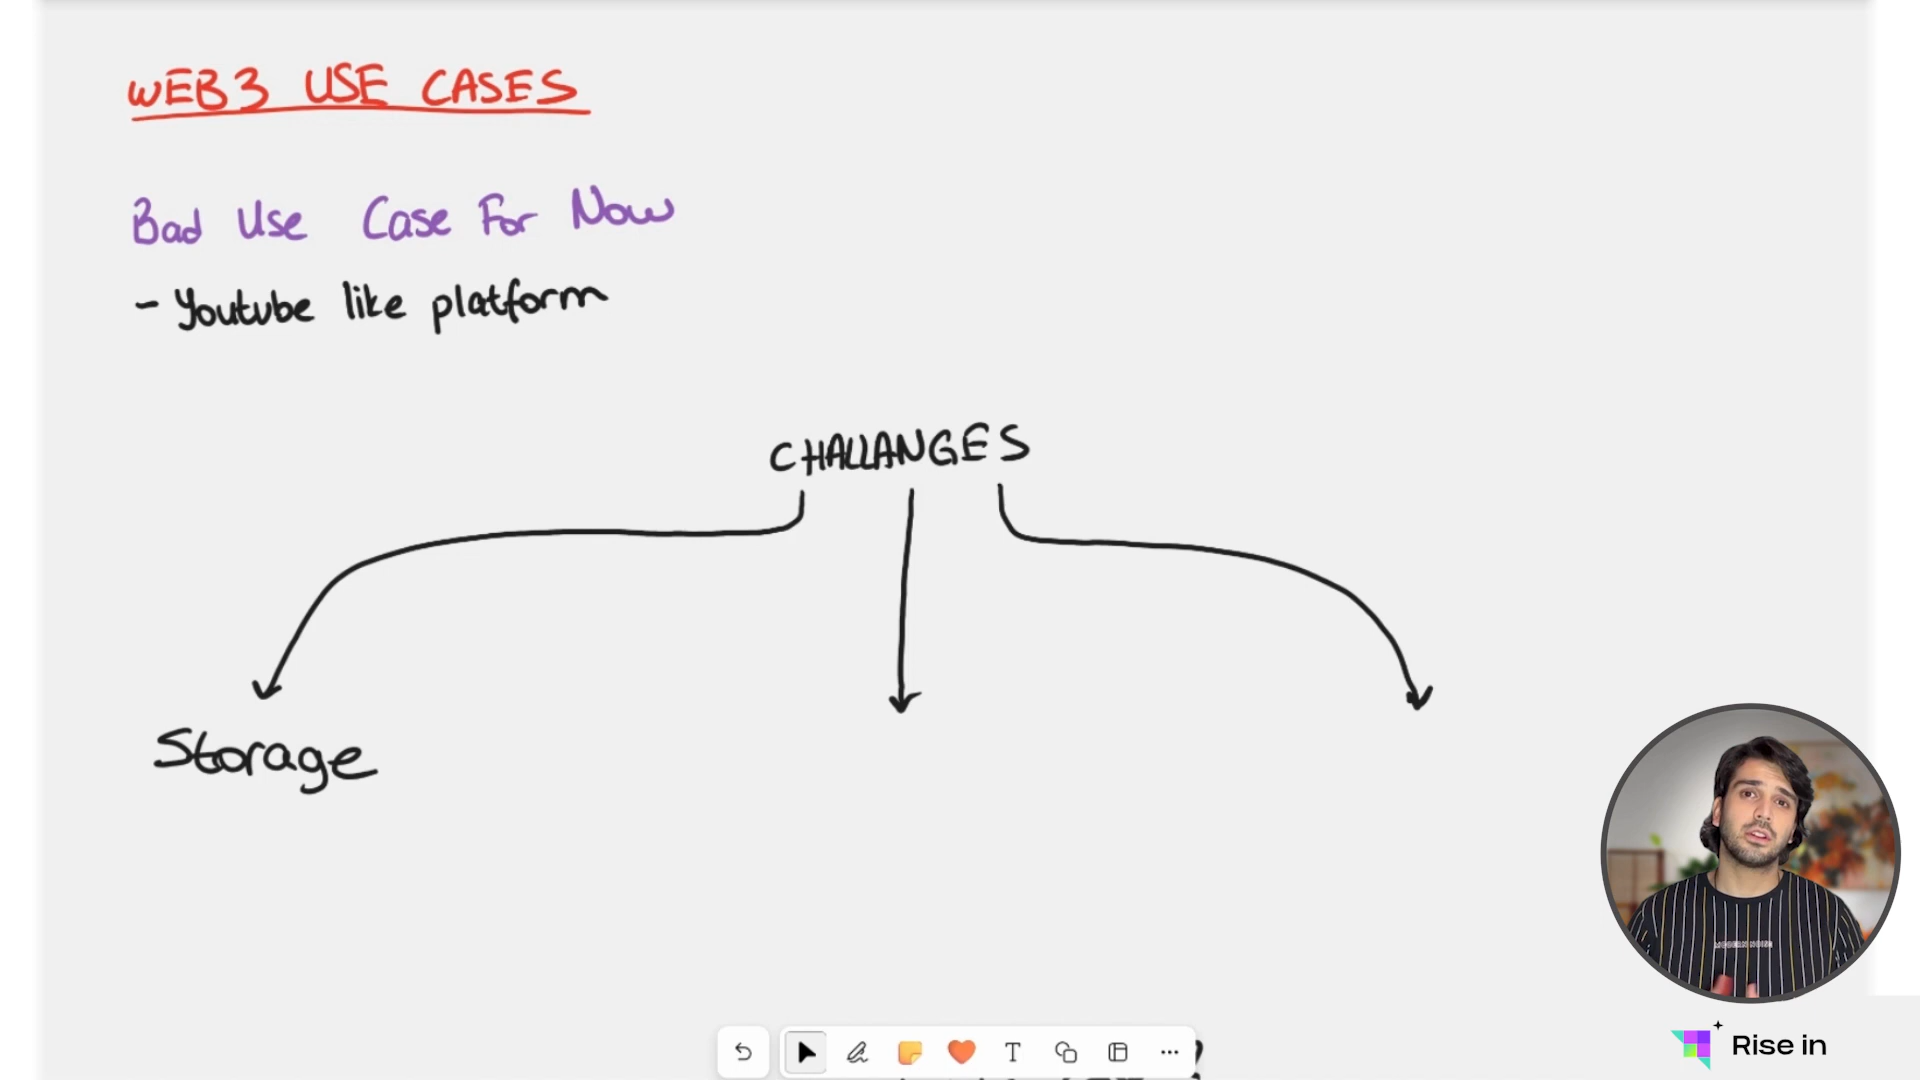 WEB3 USE CASES
Bad Use Case For Now
- Youtube like platform
CHALLANGES
Storage
T
Rise in